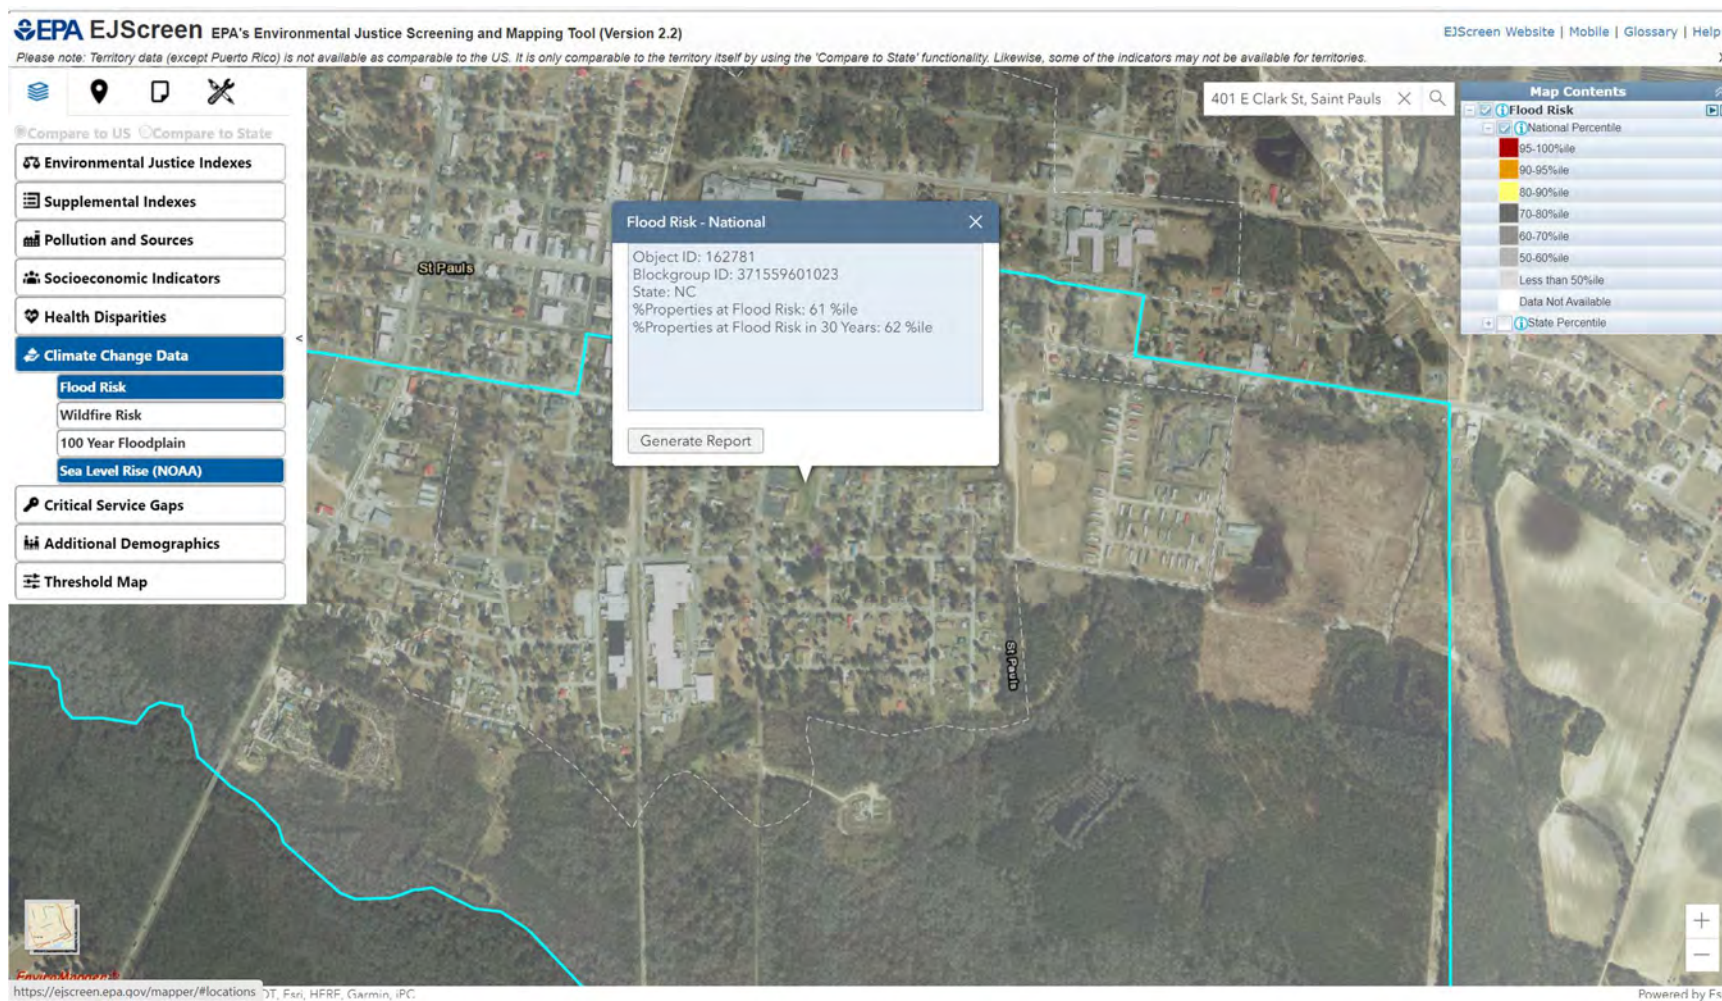 EPA EJScreen EPA's Environmental Justice Screening and Mapping Tool (Version 2.2)
EJScreen Website | Mobile | Glossary | Help
Please note: Territory data (except Puerto Rico) is not available as comparable to the US. It is only comparable to the territory itself by using the 'Compare to State' functionality. Likewise, some of the indicators may not be available for territories.
Compare to US Compare to State
Environmental Justice Indexes
Supplemental Indexes
Pollution and Sources
Socioeconomic Indicators
Health Disparities
Climate Change Data
Flood Risk
Wildfire Risk
100 Year Floodplain
Sea Level Rise (NOAA)
Critical Service Gaps
Additional Demographics
Threshold Map
<
St Pauls
Flood Risk - National
Object ID: 162781
Blockgroup ID: 371559601023
State: NC
%Properties at Flood Risk: 61 %ile
%Properties at Flood Risk in 30 Years: 62 %ile
Generate Report
401 E Clark St, Saint Pauls
Map Contents
Flood Risk
National Percentile
95-100%ile
90-95%ile
80-90%ile
70-80%ile
60-70%ile
50-60%ile
Less than 50%ile
Data Not Available
State Percentile
St Pauls
+
−
EnviroMapper
https://ejscreen.epa.gov/mapper/#locations
OT, Esri, HERE, Garmin, iPC
Powered by Es